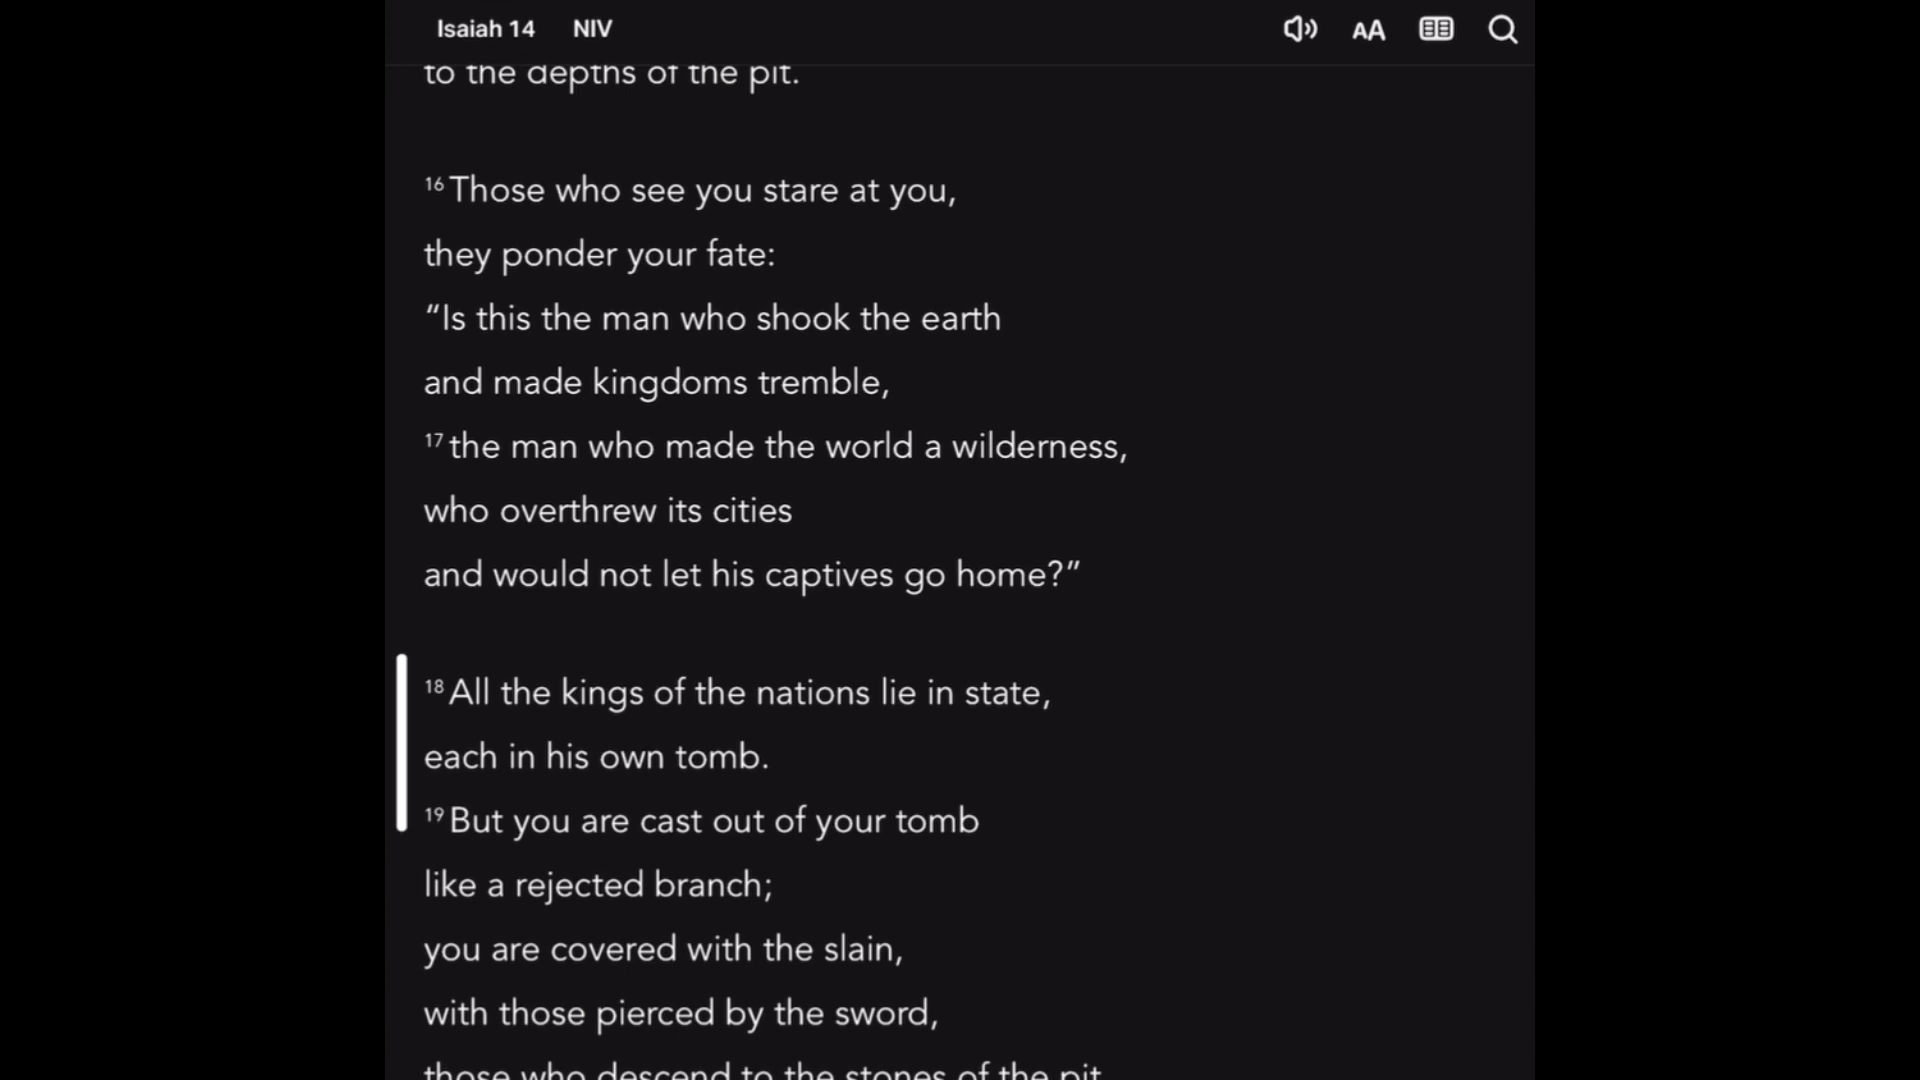 Isaiah 14 NIV AA
to the depths of the pit.
16 Those who see you stare at you,
they ponder your fate:
“Is this the man who shook the earth
and made kingdoms tremble,
17 the man who made the world a wilderness,
who overthrew its cities
and would not let his captives go home?”
18 All the kings of the nations lie in state,
each in his own tomb.
19 But you are cast out of your tomb
like a rejected branch;
you are covered with the slain,
with those pierced by the sword,
those who descend to the stones of the pit